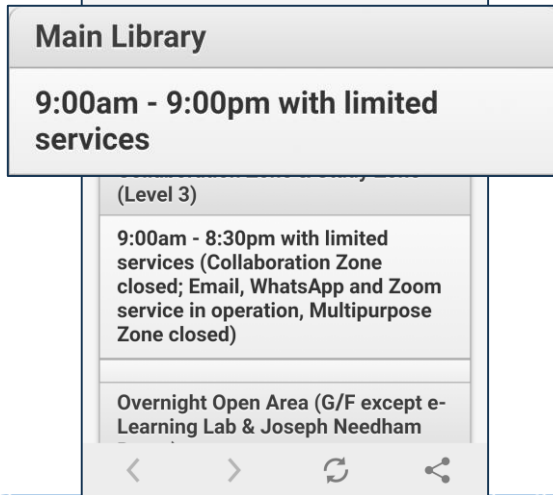 Main Library
9:00am - 9:00pm with limited
services
(Level 3)
9:00am - 8:30pm with limited
services (Collaboration Zone
closed; Email, WhatsApp and Zoom
service in operation, Multipurpose
Zone closed)
Overnight Open Area (G/F except e-
Learning Lab & Joseph Needham